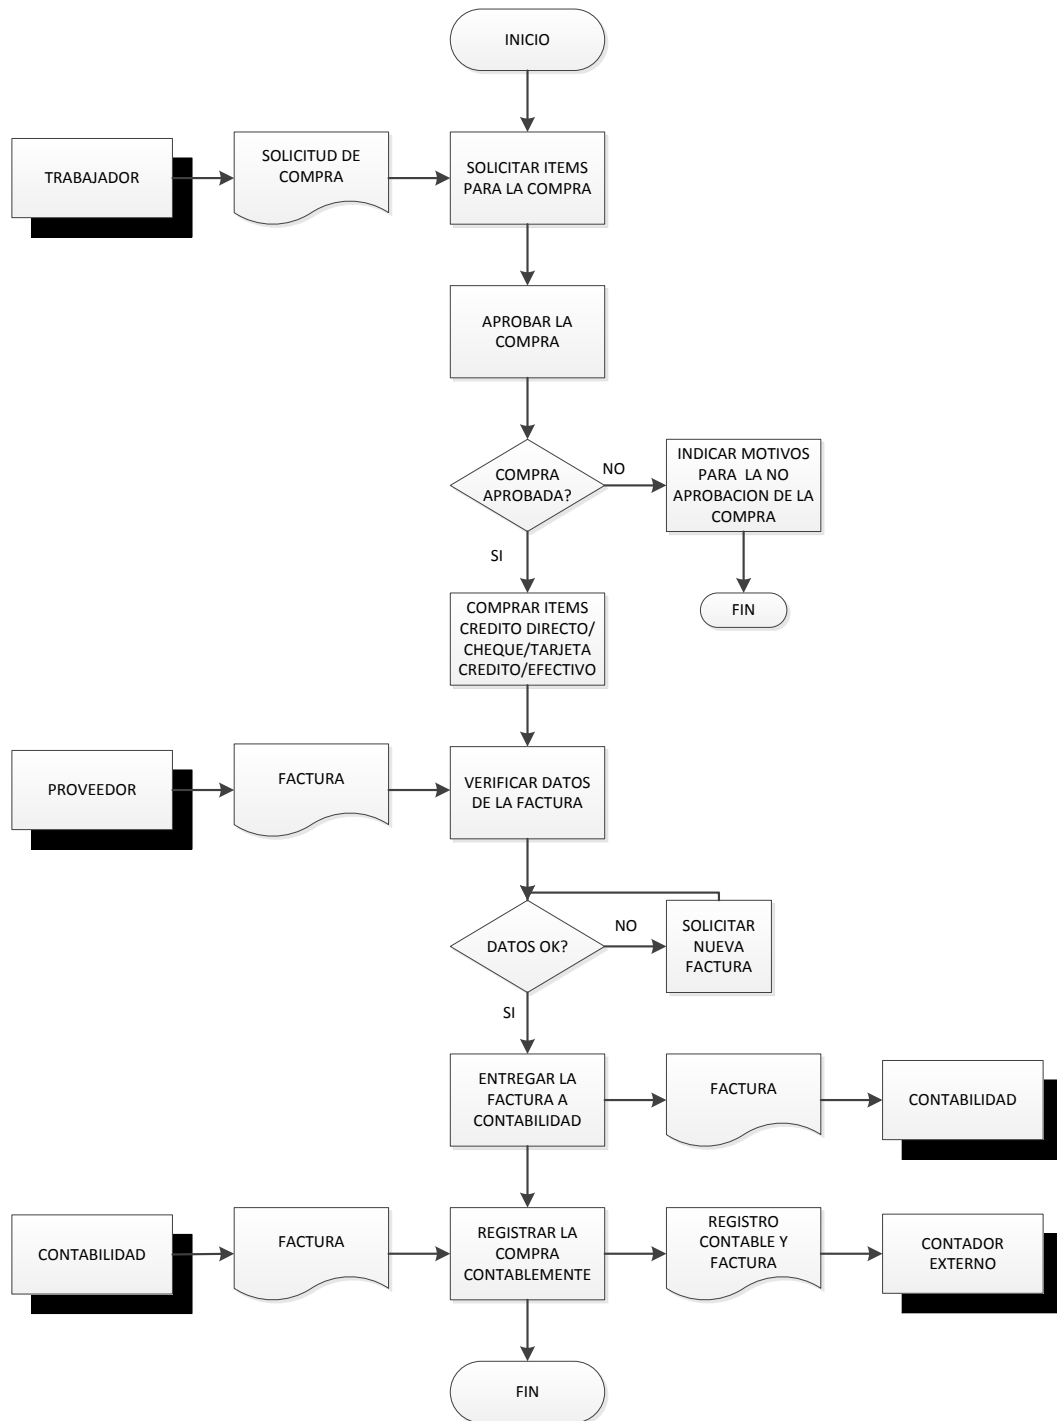 INICIO
TRABAJADOR
SOLICITUD DE
COMPRA
SOLICITAR ITEMS
PARA LA COMPRA
APROBAR LA
COMPRA
COMPRA
APROBADA?
NO
INDICAR MOTIVOS
PARA LA NO
APROBACION DE LA
COMPRA
SI
FIN
COMPRAR ITEMS
CREDITO DIRECTO/
CHEQUE/TARJETA
CREDITO/EFECTIVO
PROVEEDOR
FACTURA
VERIFICAR DATOS
DE LA FACTURA
DATOS OK?
NO
SOLICITAR
NUEVA
FACTURA
SI
ENTREGAR LA
FACTURA A
CONTABILIDAD
FACTURA
CONTABILIDAD
CONTABILIDAD
FACTURA
REGISTRAR LA
COMPRA
CONTABLEMENTE
REGISTRO
CONTABLE Y
FACTURA
CONTADOR
EXTERNO
FIN